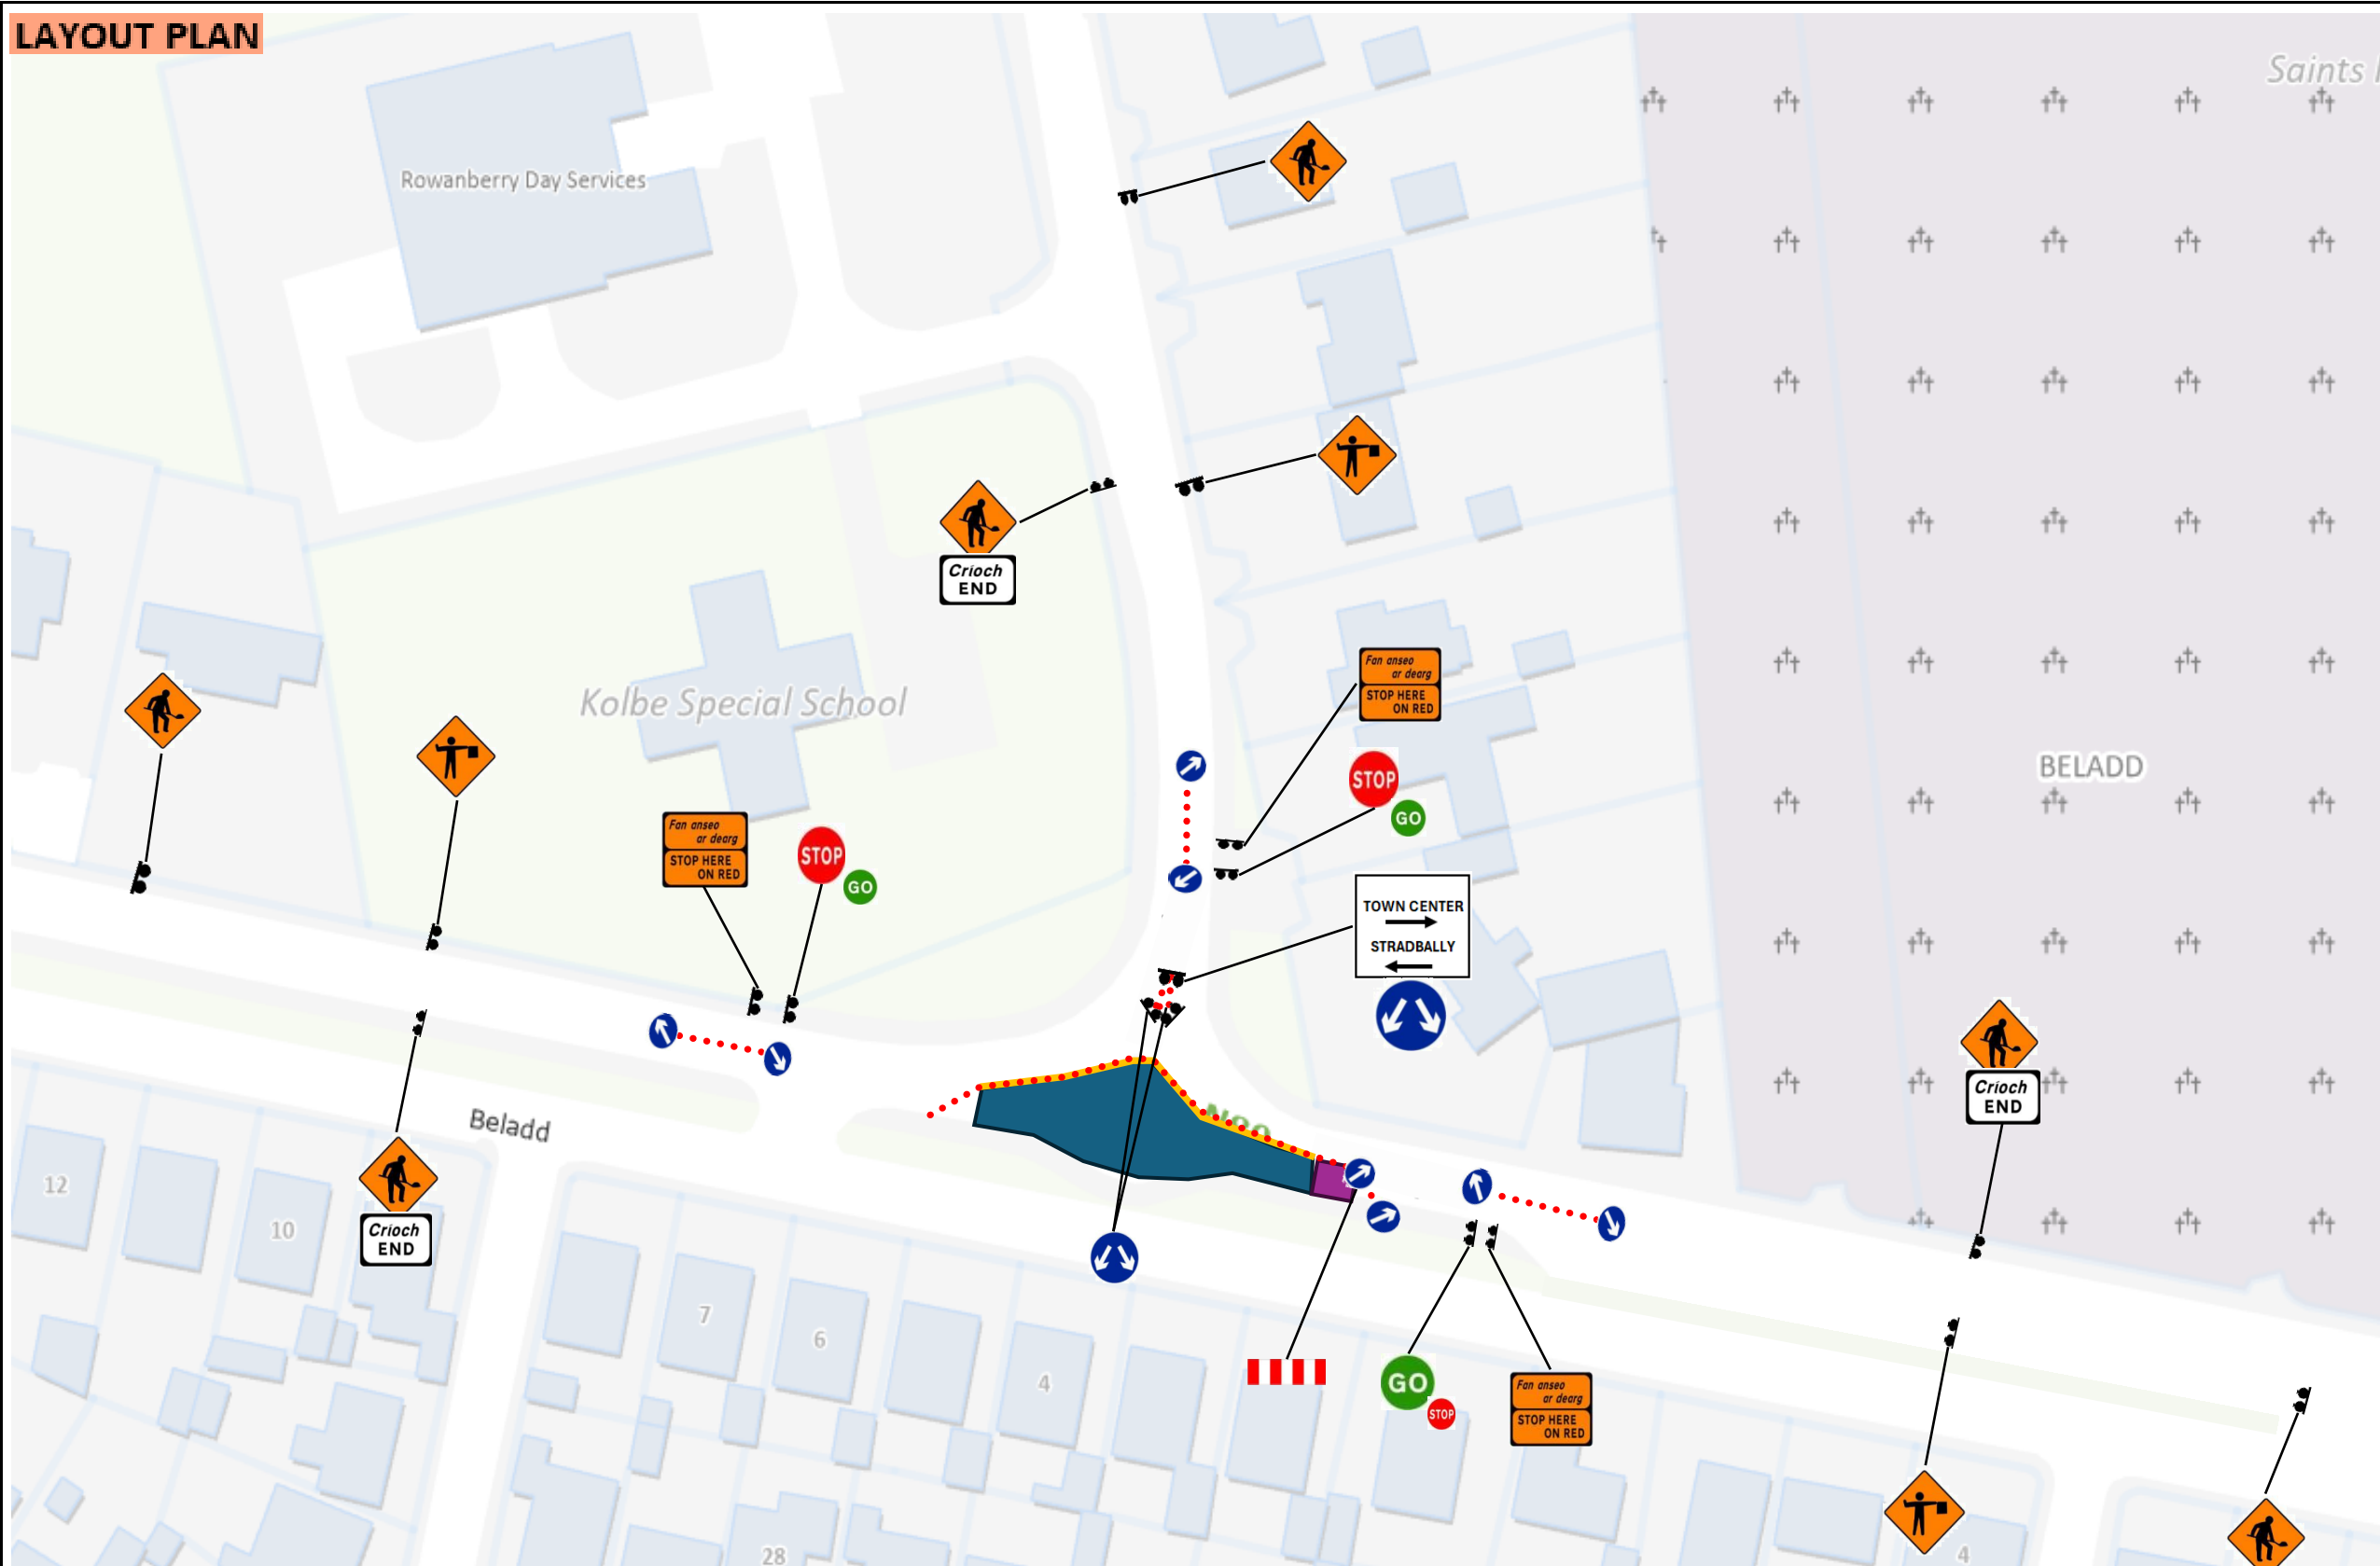 LAYOUT PLAN
Saints
Rowanberry Day Services
Críoch
END
Kolbe Special School
Fan anseo
ar dearg
STOP HERE
ON RED
STOP
GO
BELADD
Fan anseo
ar dearg
STOP HERE
ON RED
STOP
GO
TOWN CENTER
STRADBALLY
Críoch
END
N80
Beladd
12
10
Críoch
END
7
6
4
GO
STOP
Fan anseo
ar dearg
STOP HERE
ON RED
28
4